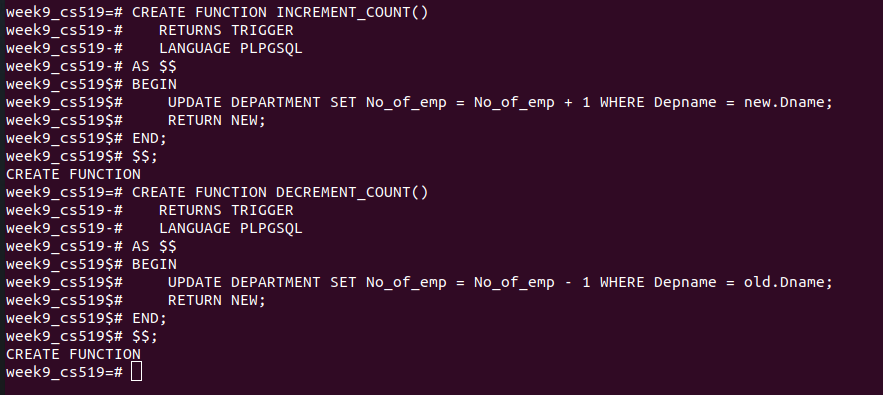 week9_cs519=# CREATE FUNCTION INCREMENT_COUNT()
week9_cs519-#    RETURNS TRIGGER
week9_cs519-#    LANGUAGE PLPGSQL
week9_cs519-# AS $$
week9_cs519$# BEGIN
week9_cs519$#     UPDATE DEPARTMENT SET No_of_emp = No_of_emp + 1 WHERE Depname = new.Dname;
week9_cs519$#     RETURN NEW;
week9_cs519$# END;
week9_cs519$# $$;
CREATE FUNCTION
week9_cs519=# CREATE FUNCTION DECREMENT_COUNT()
week9_cs519-#    RETURNS TRIGGER
week9_cs519-#    LANGUAGE PLPGSQL
week9_cs519-# AS $$
week9_cs519$# BEGIN
week9_cs519$#     UPDATE DEPARTMENT SET No_of_emp = No_of_emp - 1 WHERE Depname = old.Dname;
week9_cs519$#     RETURN NEW;
week9_cs519$# END;
week9_cs519$# $$;
CREATE FUNCTION
week9_cs519=#